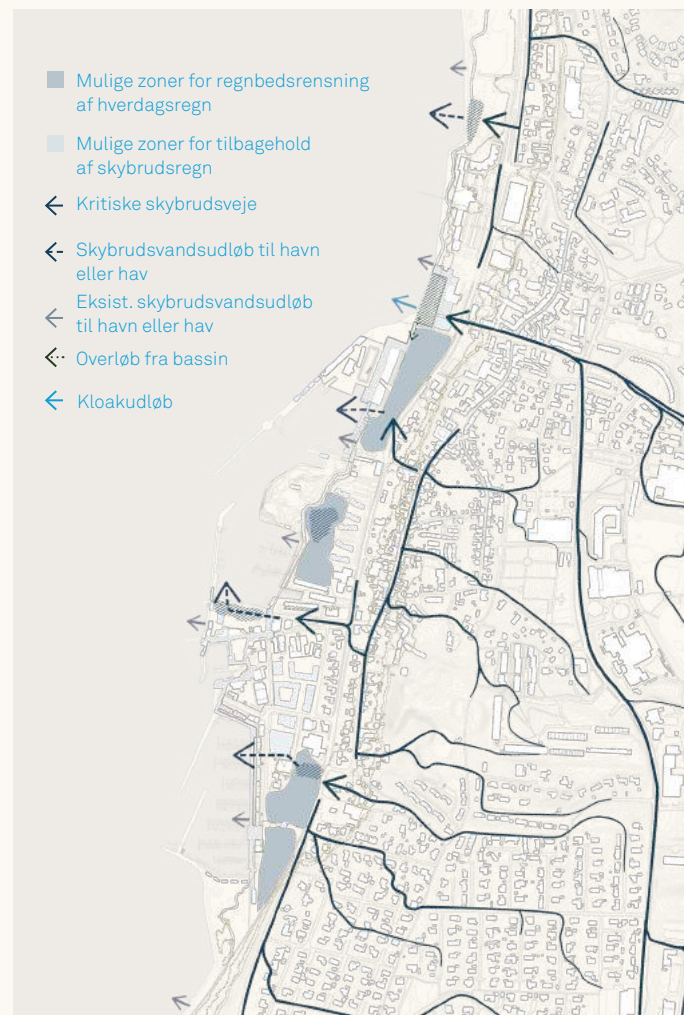 Mulige zoner for regnbedsrensning
af hverdagsregn
Mulige zoner for tilbagehold
af skybrudsregn
Kritiske skybrudsveje
Skybrudsvandsudløb til havn
eller hav
Eksist. skybrudsvandsudløb
til havn eller hav
Overløb fra bassin
Kloakudløb